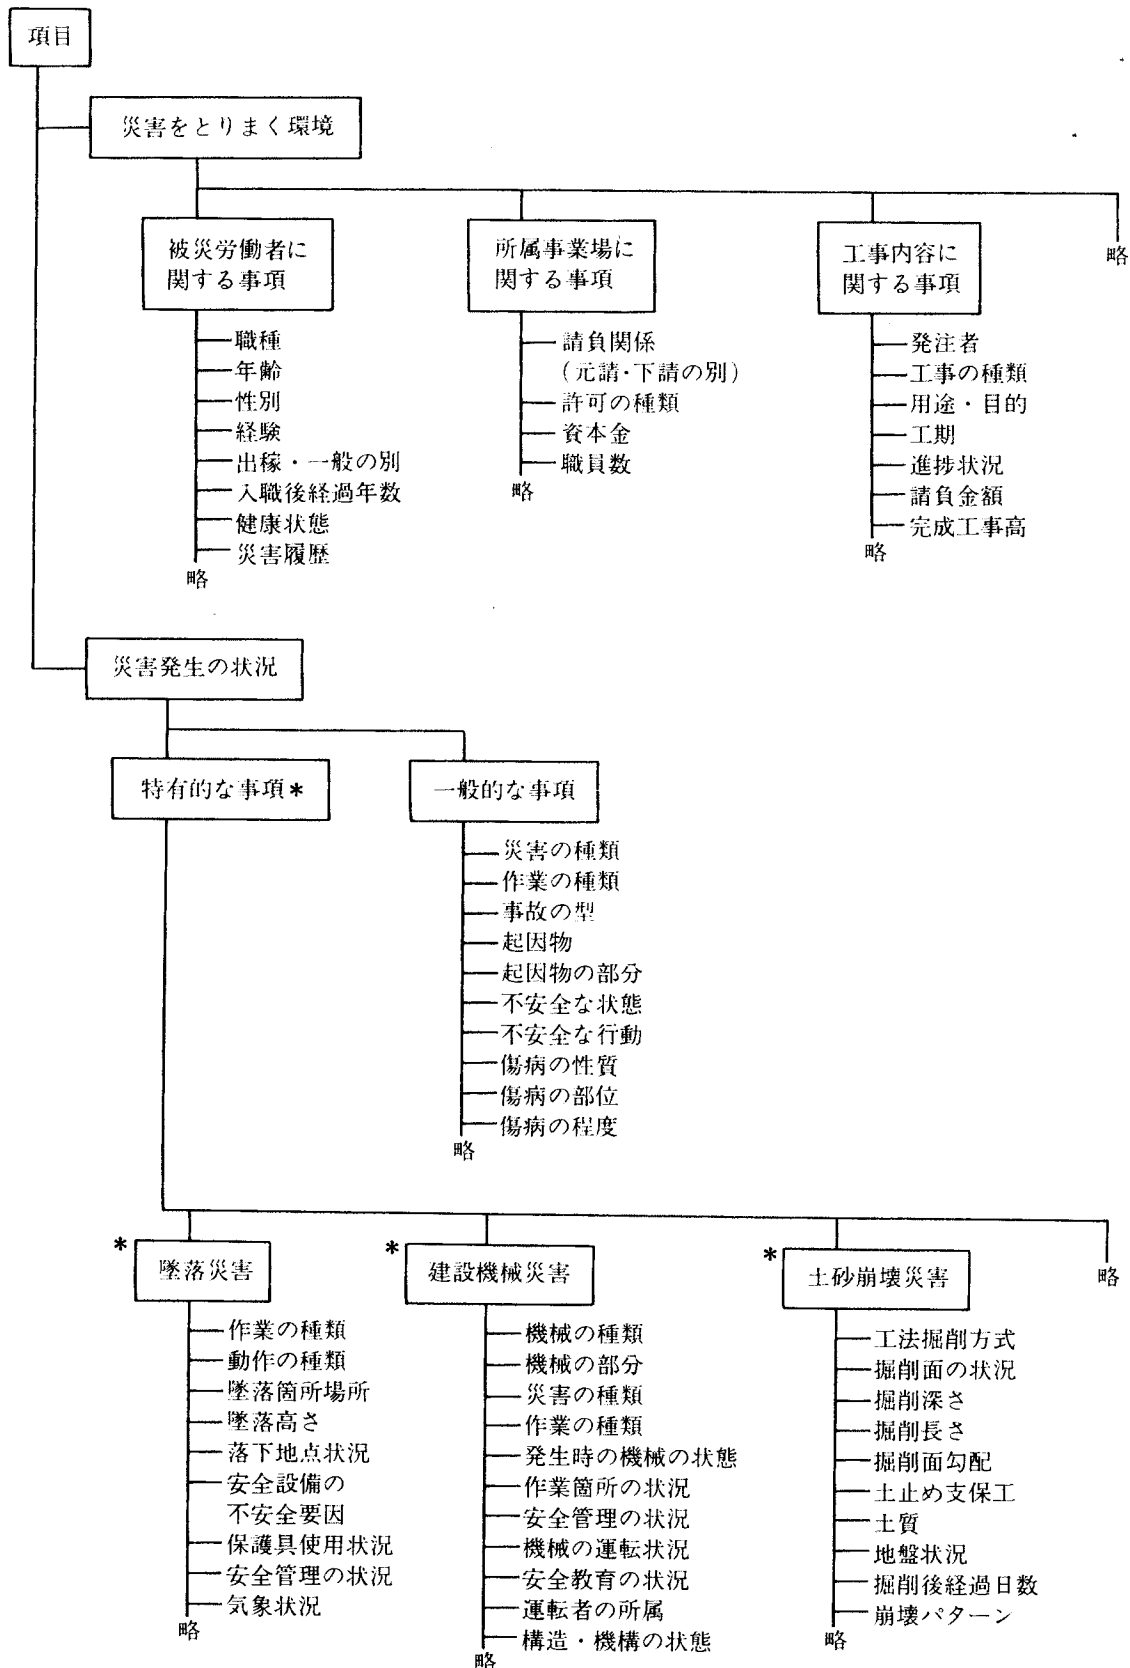 項目
災害をとりまく環境
被災労働者に
関する事項
職種
年齢
性別
経験
出稼・一般の別
入職後経過年数
健康状態
災害履歴
略
所属事業場に
関する事項
請負関係
(元請・下請の別)
許可の種類
資本金
職員数
略
工事内容に
関する事項
発注者
工事の種類
用途・目的
工期
進捗状況
請負金額
完成工事高
略
略
災害発生の状況
特有的な事項*
一般的な事項
災害の種類
作業の種類
事故の型
起因物
起因物の部分
不安全な状態
不安全な行動
傷病の性質
傷病の部位
傷病の程度
略
* 墜落災害
作業の種類
動作の種類
墜落箇所場所
墜落高さ
落下地点状況
安全設備の
不安全要因
保護具使用状況
安全管理の状況
気象状況
略
* 建設機械災害
機械の種類
機械の部分
災害の種類
作業の種類
発生時の機械の状態
作業箇所の状況
安全管理の状況
機械の運転状況
安全教育の状況
運転者の所属
構造・機構の状態
略
* 土砂崩壊災害
工法掘削方式
掘削面の状況
掘削深さ
掘削長さ
掘削面勾配
土止め支保工
土質
地盤状況
掘削後経過日数
崩壊パターン
略
略